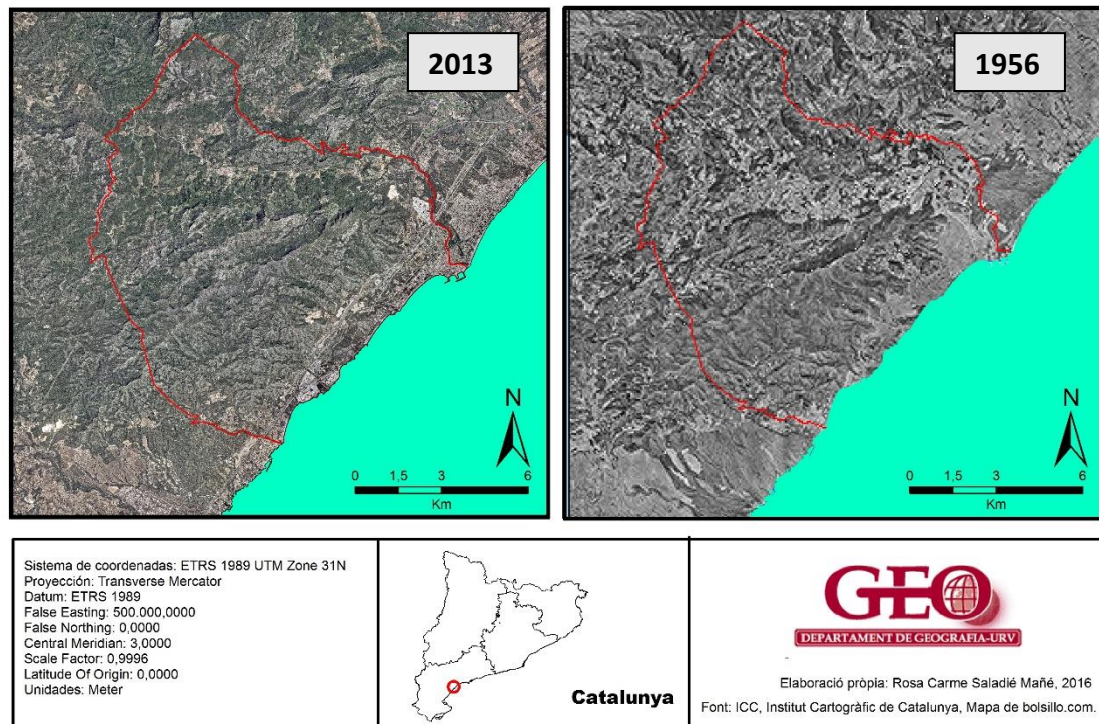 2013
N
0 1,5 3 6
Km
1956
N
0 1,5 3 6
Km
Sistema de coordenadas: ETRS 1989 UTM Zone 31N
Proyección: Transverse Mercator
Datum: ETRS 1989
False Easting: 500.000,0000
False Northing: 0,0000
Central Meridian: 3,0000
Scale Factor: 0,9996
Latitude Of Origin: 0,0000
Unidades: Meter
Catalunya
GEO
DEPARTAMENT DE GEOGRAFIA-URV
Elaboració pròpia: Rosa Carme Saladié Mañé, 2016
Font: ICC, Institut Cartogràfic de Catalunya, Mapa de bolsillo.com.